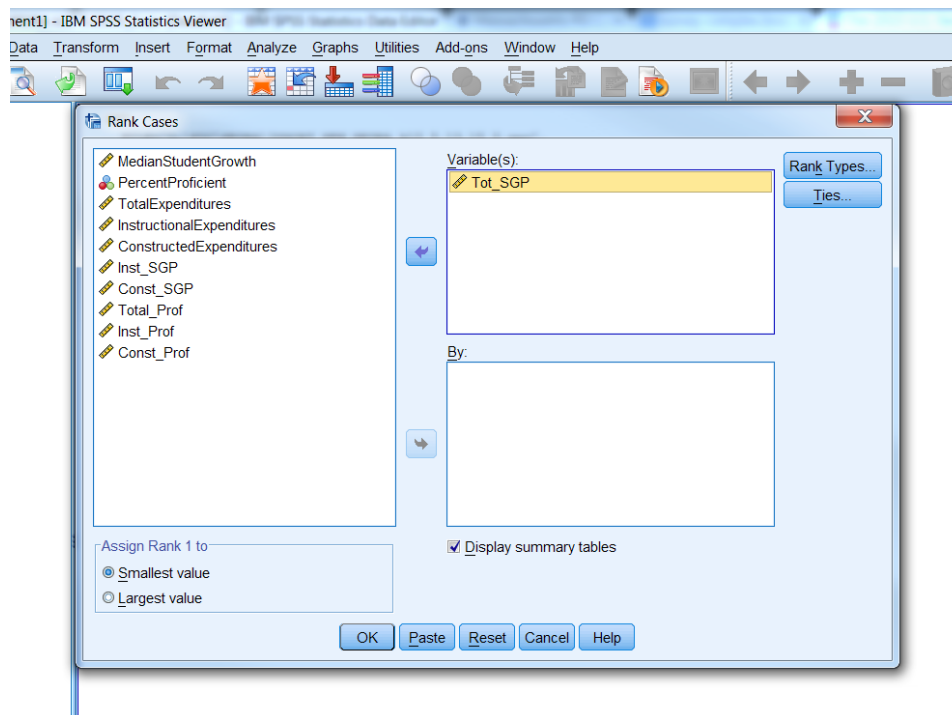 nent1] - IBM SPSS Statistics Viewer
Data Transform Insert Format Analyze Graphs Utilities Add-ons Window Help
Rank Cases
MedianStudentGrowth
PercentProficient
TotalExpenditures
InstructionalExpenditures
ConstructedExpenditures
Inst_SGP
Const_SGP
Total_Prof
Inst_Prof
Const_Prof
Variable(s):
Tot_SGP
Rank Types...
Ties...
By:
Assign Rank 1 to
Smallest value
Largest value
Display summary tables
OK Paste Reset Cancel Help